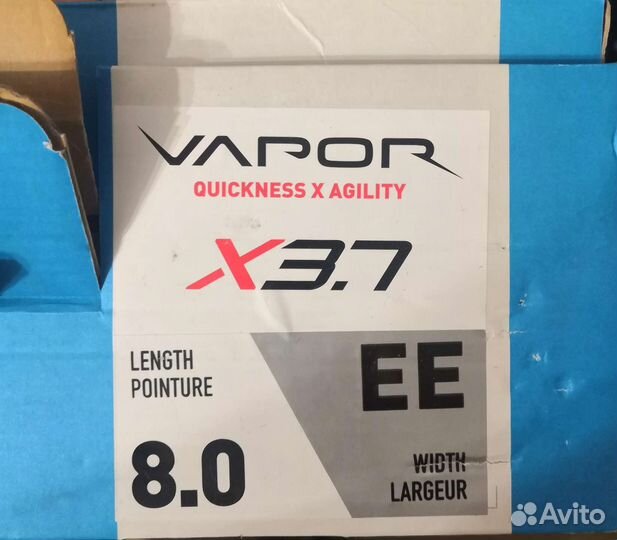 VAPOR
QUICKNESS X AGILITY
X3.7
LENGTH
POINTURE
8.0
EE
WIDTH
LARGEUR
Avito